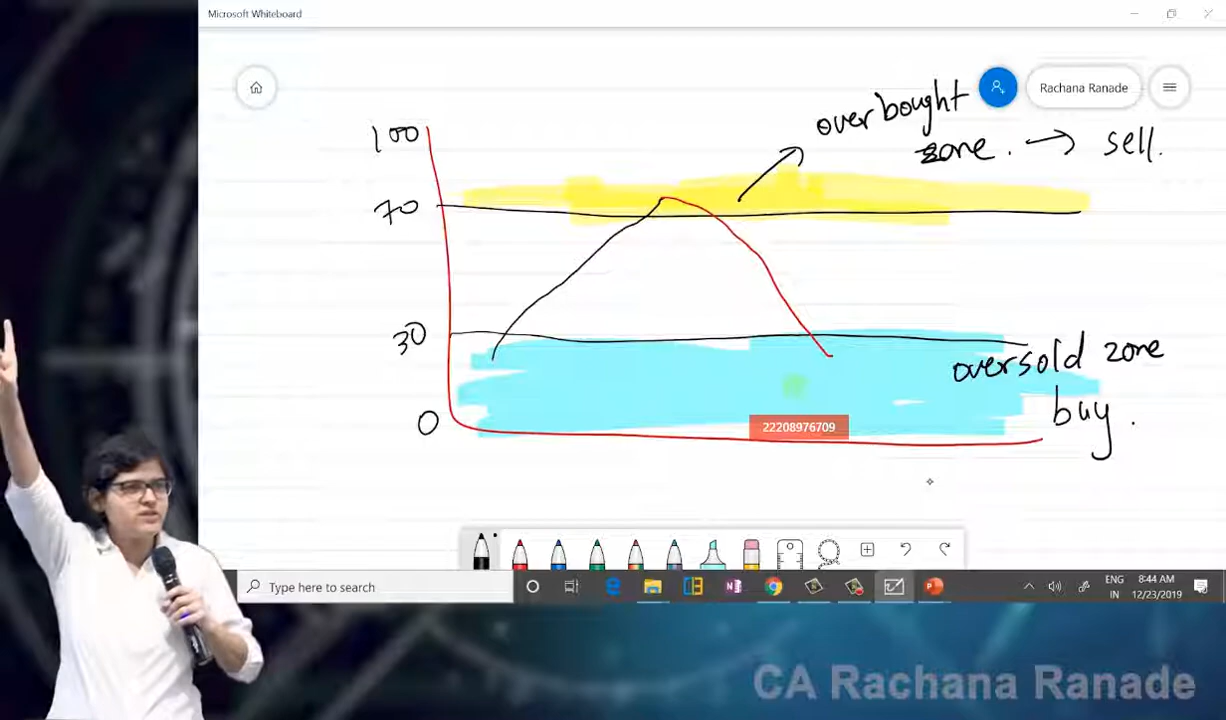 Microsoft Whiteboard
Rachana Ranade
overbought
zone. → sell.
100
70
30
oversold zone
buy.
0
22208976709
Type here to search
ENG
IN
8:44 AM
12/23/2019
CA Rachana Ranade